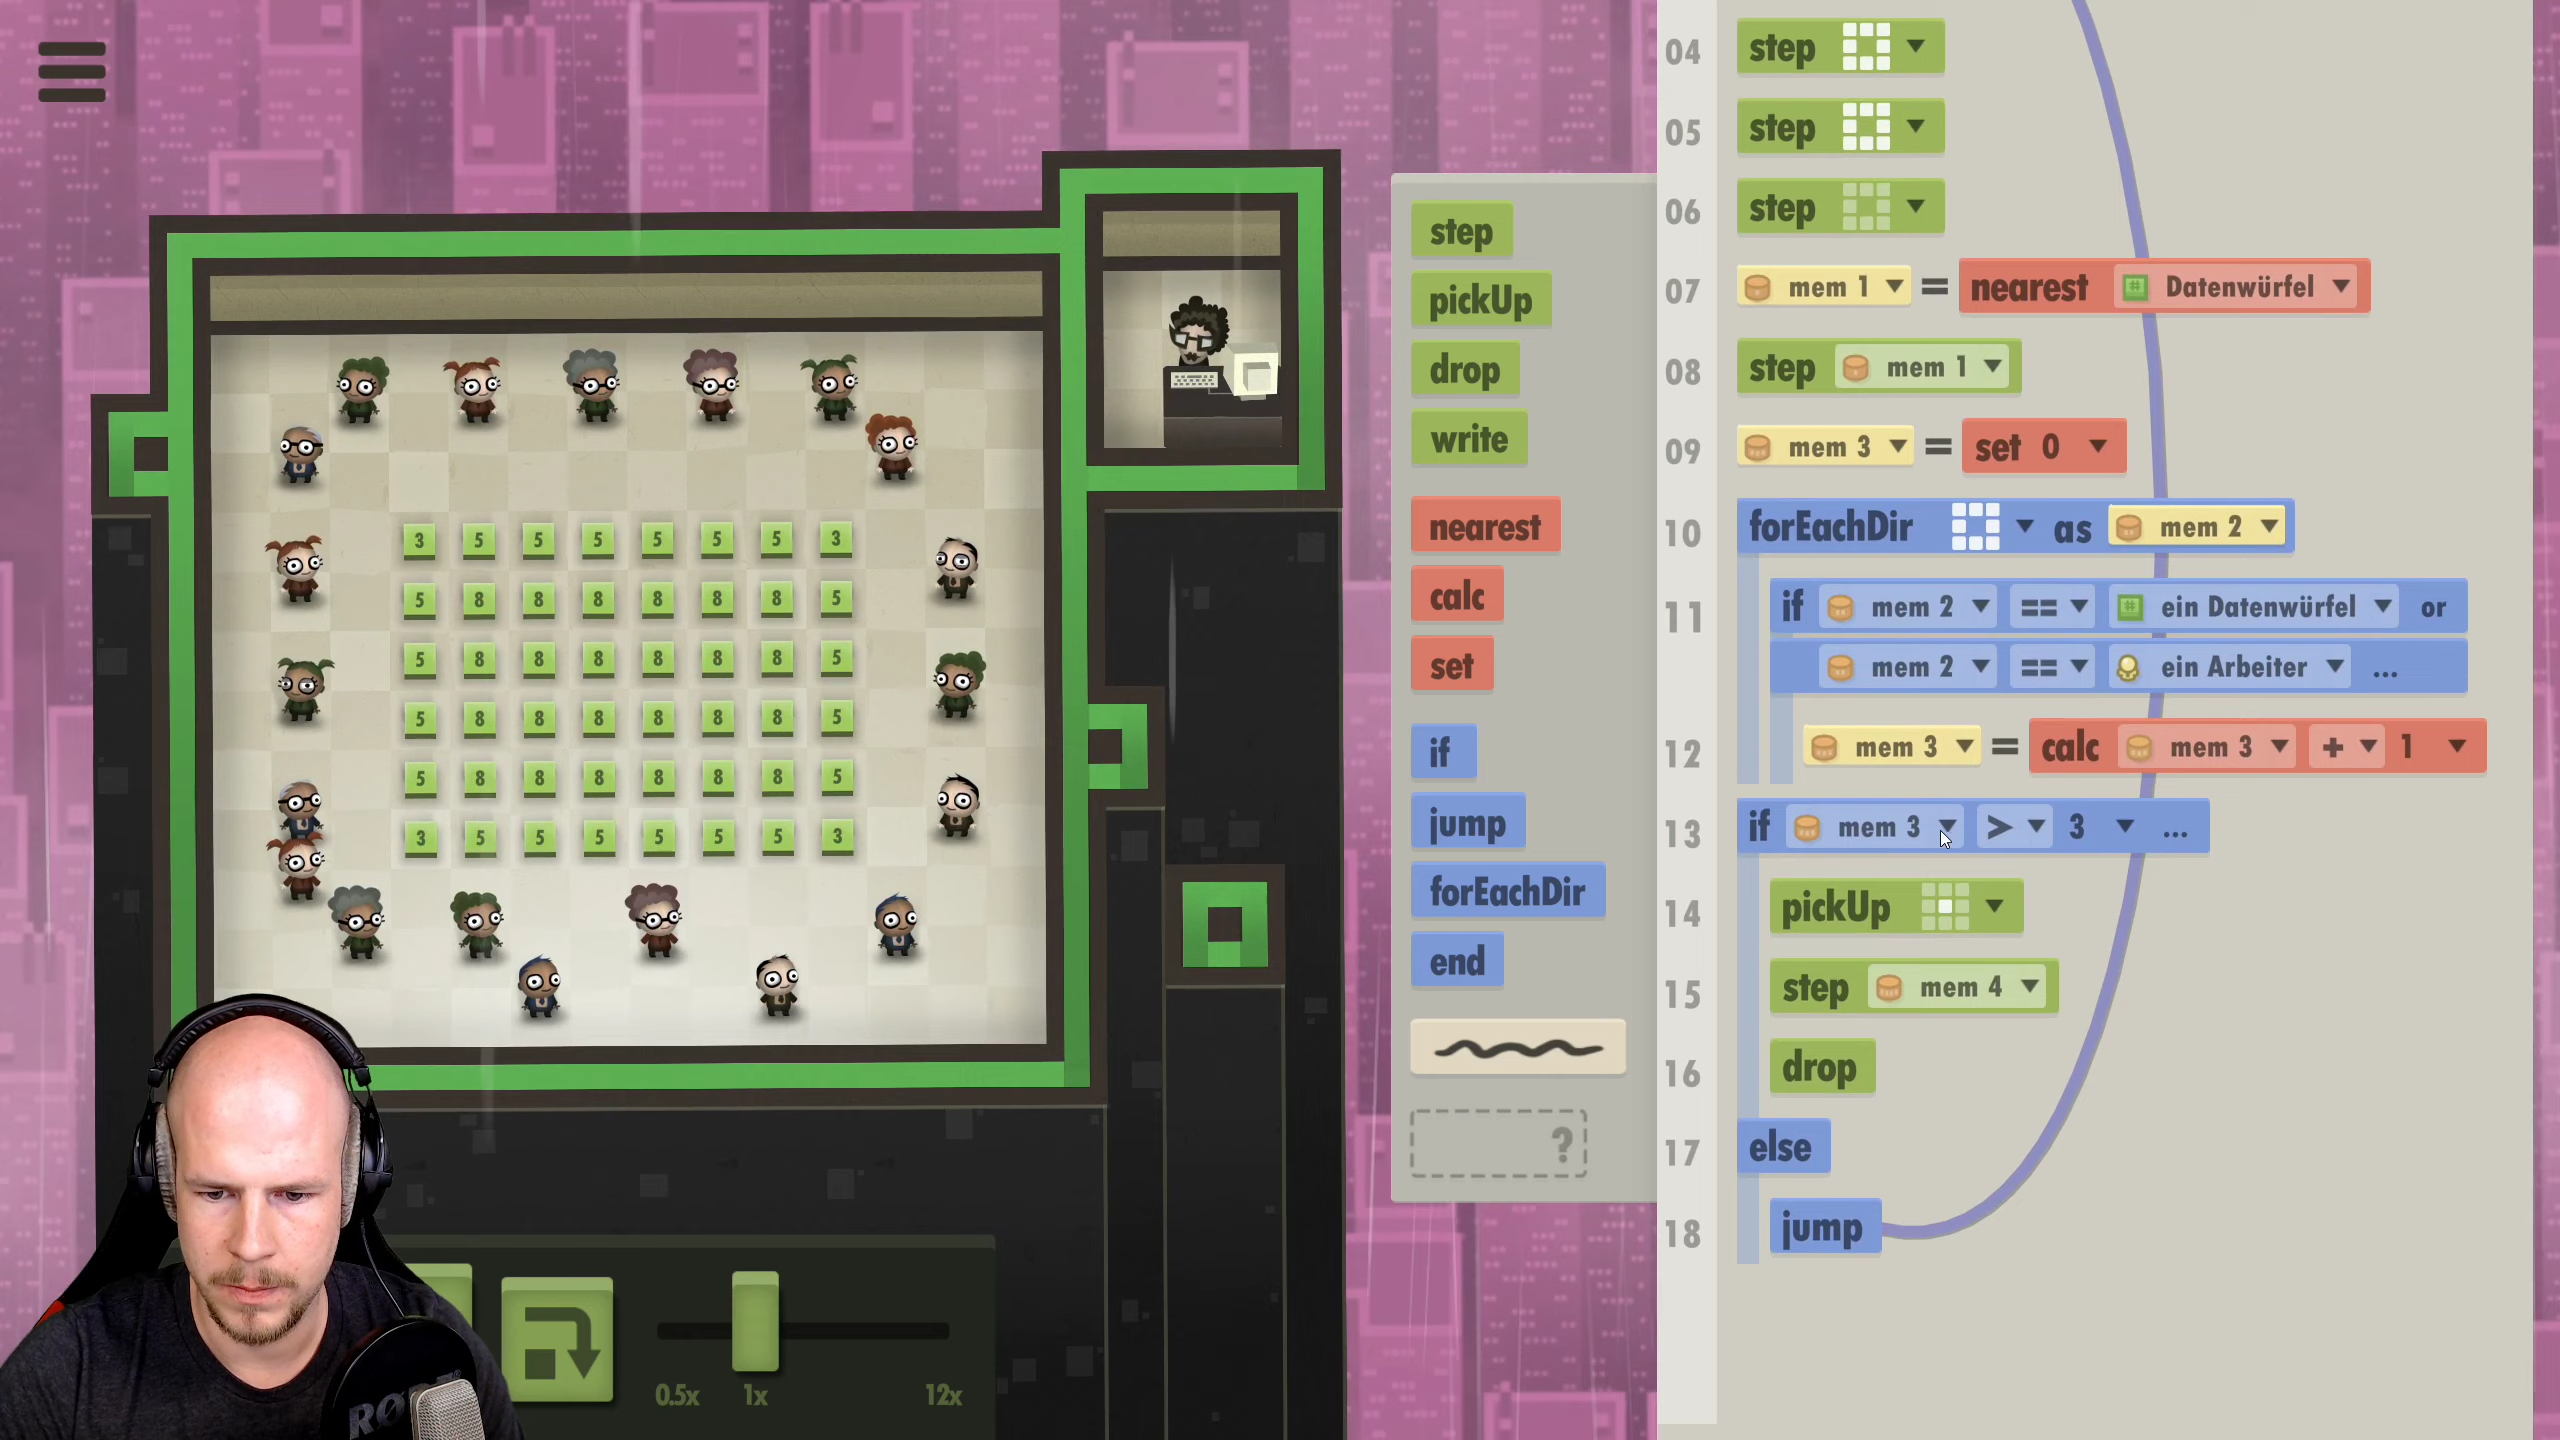 3 5 5 5 5 5 5 3
5 8 8 8 8 8 8 5
5 8 8 8 8 8 8 5
5 8 8 8 8 8 8 5
5 8 8 8 8 8 8 5
3 5 5 5 5 5 5 3
0.5x 1x 12x
RØ
step
pickUp
drop
write
nearest
calc
set
if
jump
forEachDir
end
?
04 step
05 step
06 step
07 mem 1 = nearest Datenwürfel
08 step mem 1
09 mem 3 = set 0
10 forEachDir as mem 2
11 if mem 2 == ein Datenwürfel or
mem 2 == ein Arbeiter ...
12 mem 3 = calc mem 3 + 1
13 if mem 3 > 3 ...
14 pickUp
15 step mem 4
16 drop
17 else
18 jump